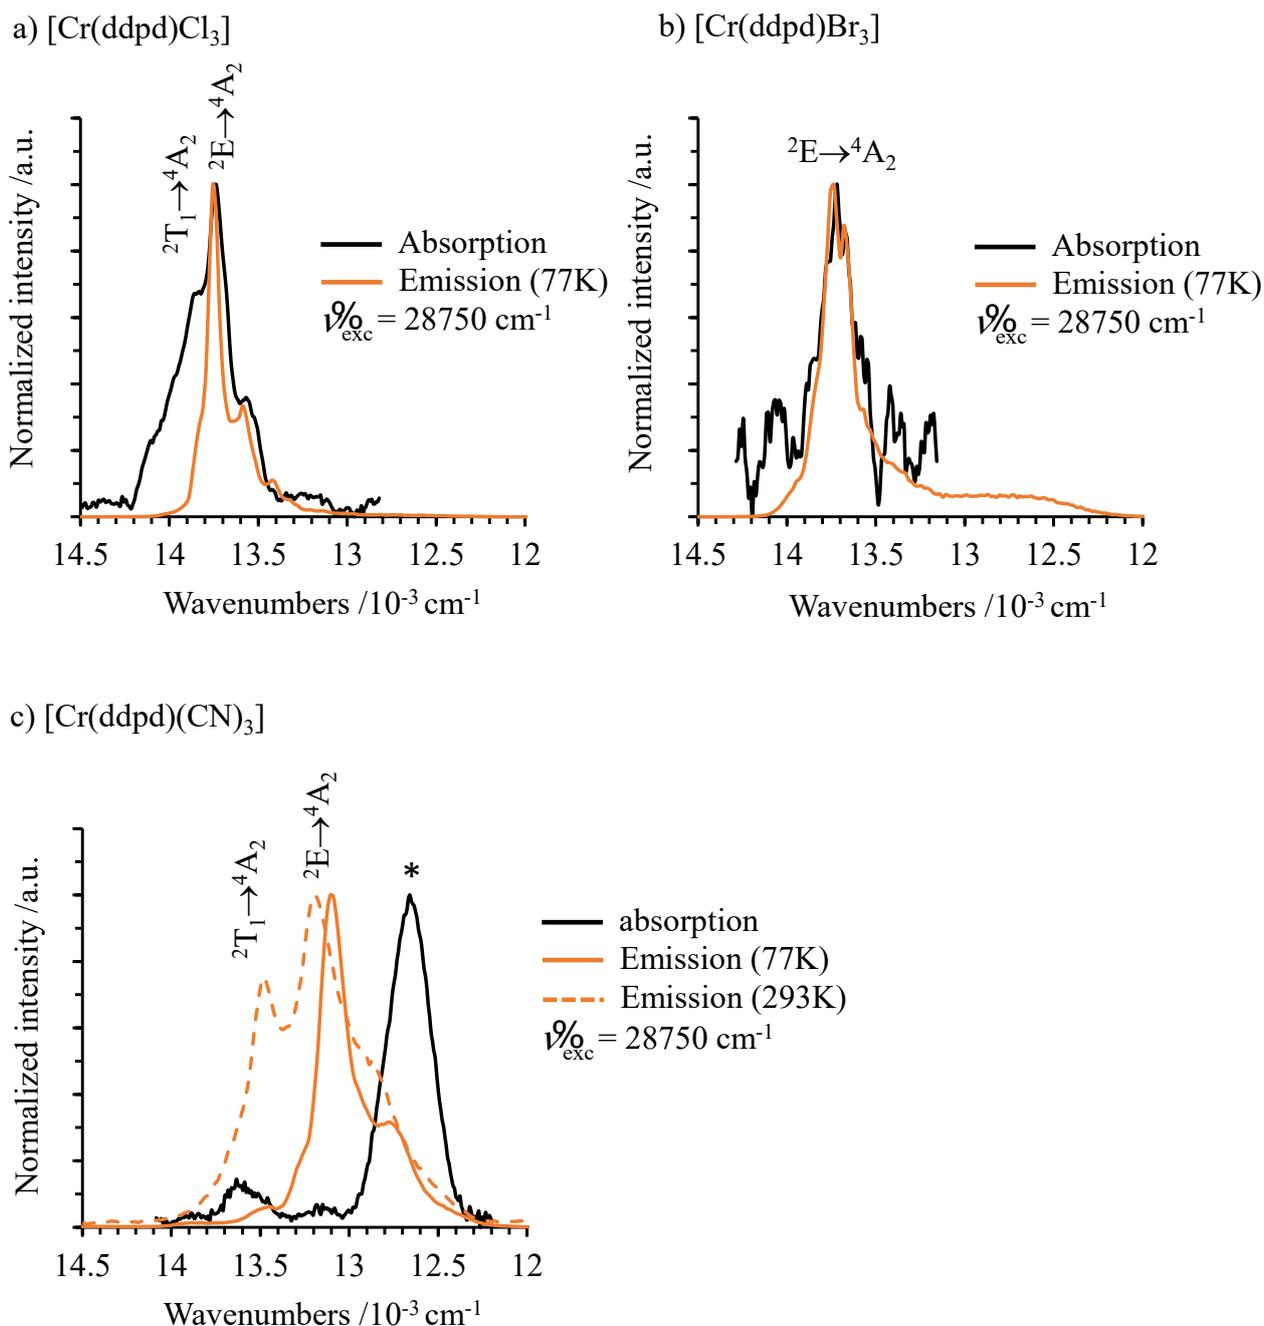 a) [Cr(ddpd)Cl₃]
²T₁→⁴A₂
²E→⁴A₂
Normalized intensity /a.u.
Absorption
Emission (77K)
ν%exc = 28750 cm⁻¹
14.5 14 13.5 13 12.5 12
Wavenumbers /10⁻³ cm⁻¹
b) [Cr(ddpd)Br₃]
²E→⁴A₂
Normalized intensity /a.u.
Absorption
Emission (77K)
ν%exc = 28750 cm⁻¹
14.5 14 13.5 13 12.5 12
Wavenumbers /10⁻³ cm⁻¹
c) [Cr(ddpd)(CN)₃]
²T₁→⁴A₂
²E→⁴A₂
*
Normalized intensity /a.u.
absorption
Emission (77K)
Emission (293K)
ν%exc = 28750 cm⁻¹
14.5 14 13.5 13 12.5 12
Wavenumbers /10⁻³ cm⁻¹